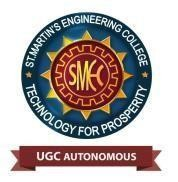 ST.MARTIN'S ENGINEERING COLLEGE
SMEC
TECHNOLOGY FOR PROSPERITY
UGC AUTONOMOUS